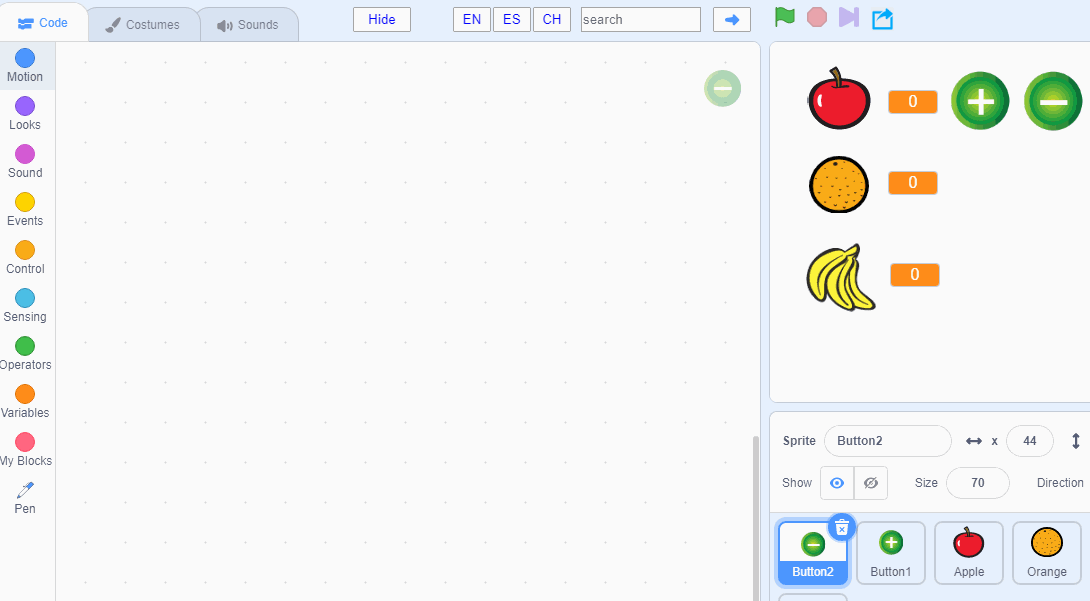 Code Costumes Sounds Hide EN ES CH search
Motion
Looks
Sound
Events
Control
Sensing
Operators
Variables
My Blocks
Pen
0
0
0
Sprite Button2 x 44
Show Size 70 Direction
Button2 Button1 Apple Orange